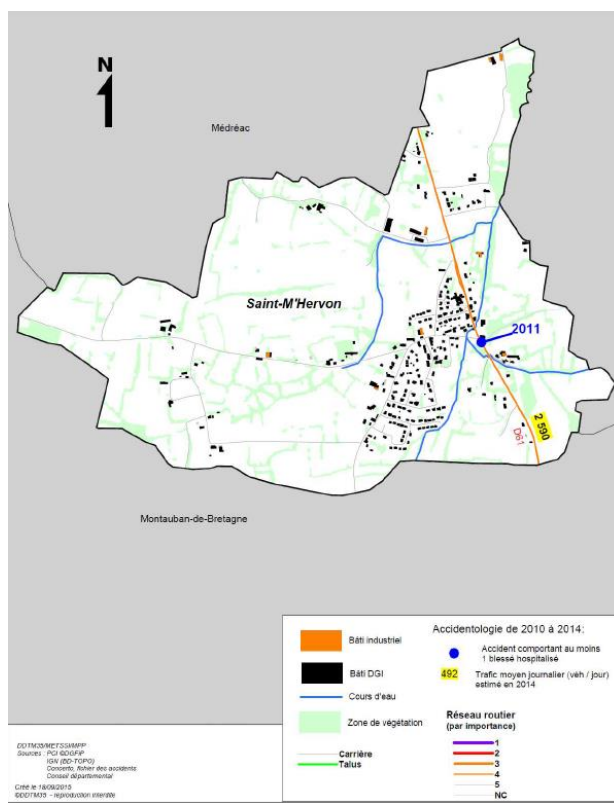 N
Médréac
Saint-M'Hervon
2011
2 590
D61
Montauban-de-Bretagne
Bâti industriel
Bâti DGI
Cours d'eau
Zone de végétation
Carrière
Talus
Accidentologie de 2010 à 2014:
Accident comportant au moins
1 blessé hospitalisé
492
Trafic moyen journalier (véh / jour)
estimé en 2014
Réseau routier
(par importance)
1
2
3
4
5
NC
DDTM35/METSSI/MPP
Sources : PCI ©DGFIP
IGN (BD-TOPO)
Concerto, fichier des accidents.
Conseil départemental
Créé le 18/09/2015
©DDTM35 - reproduction interdite